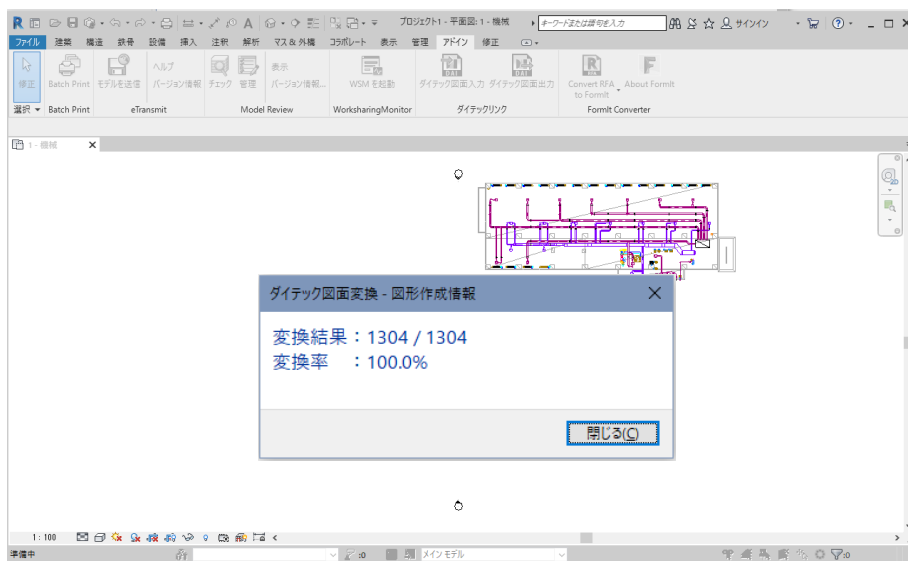 R
プロジェクト1 - 平面図: 1 - 機械
キーワードまたは語句を入力
サインイン
ファイル 建築 構造 鉄骨 設備 挿入 注釈 解析 マス & 外構 コラボレート 表示 管理 アドイン 修正
修正 Batch Print モデルを送信 ヘルプ バージョン情報 チェック 管理 表示 バージョン情報... WSM を起動 ダイテック図面入力 ダイテック図面出力 Convert RFA to FormIt About FormIt
選択 Batch Print eTransmit Model Review WorksharingMonitor ダイテックリンク FormIt Converter
1 - 機械
2D
ダイテック図面変換 - 図形作成情報
変換結果：1304 / 1304
変換率　：100.0%
閉じる(C)
1 : 100
準備中
:0
メイン モデル
:0